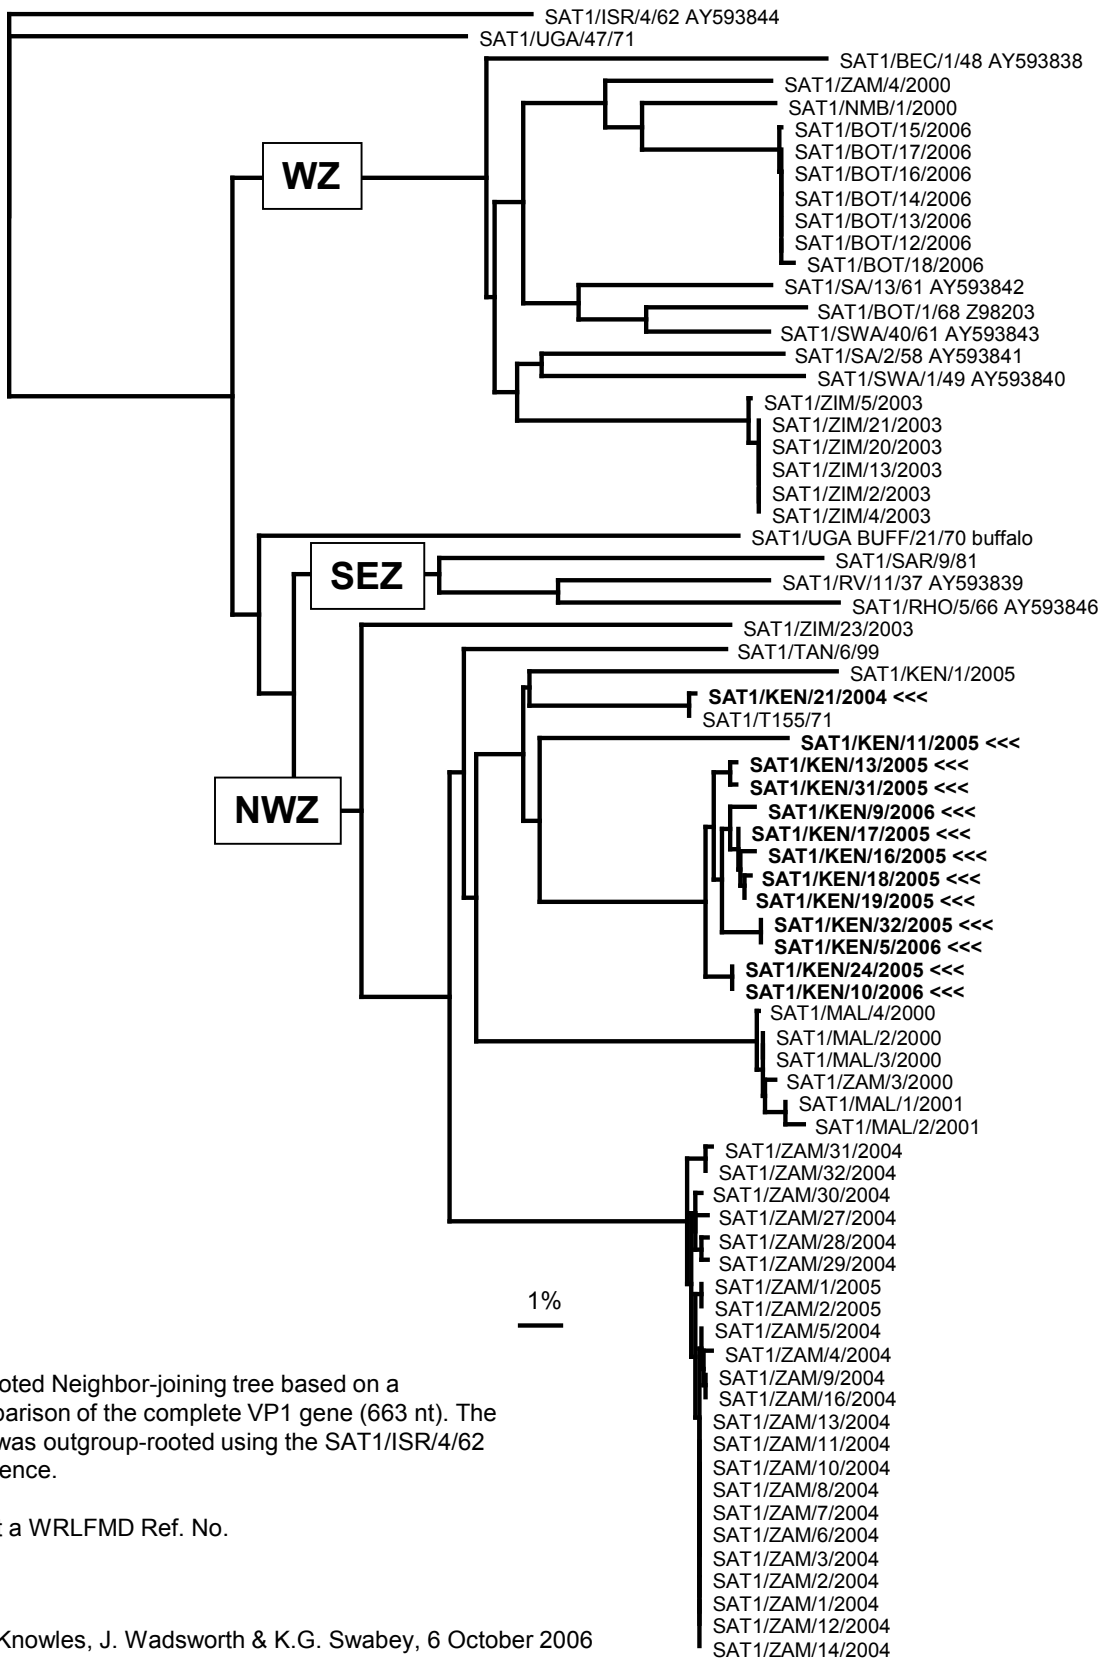 SAT1/ISR/4/62 AY593844
SAT1/UGA/47/71
SAT1/BEC/1/48 AY593838
SAT1/ZAM/4/2000
SAT1/NMB/1/2000
SAT1/BOT/15/2006
SAT1/BOT/17/2006
WZ
SAT1/BOT/16/2006
SAT1/BOT/14/2006
SAT1/BOT/13/2006
SAT1/BOT/12/2006
SAT1/BOT/18/2006
SAT1/SA/13/61 AY593842
SAT1/BOT/1/68 Z98203
SAT1/SWA/40/61 AY593843
SAT1/SA/2/58 AY593841
SAT1/SWA/1/49 AY593840
SAT1/ZIM/5/2003
SAT1/ZIM/21/2003
SAT1/ZIM/20/2003
SAT1/ZIM/13/2003
SAT1/ZIM/2/2003
SAT1/ZIM/4/2003
SAT1/UGA BUFF/21/70 buffalo
SAT1/SAR/9/81
SEZ
SAT1/RV/11/37 AY593839
SAT1/RHO/5/66 AY593846
SAT1/ZIM/23/2003
SAT1/TAN/6/99
SAT1/KEN/1/2005
SAT1/KEN/21/2004 <<<
SAT1/T155/71
SAT1/KEN/11/2005 <<<
SAT1/KEN/13/2005 <<<
SAT1/KEN/31/2005 <<<
NWZ
SAT1/KEN/9/2006 <<<
SAT1/KEN/17/2005 <<<
SAT1/KEN/16/2005 <<<
SAT1/KEN/18/2005 <<<
SAT1/KEN/19/2005 <<<
SAT1/KEN/32/2005 <<<
SAT1/KEN/5/2006 <<<
SAT1/KEN/24/2005 <<<
SAT1/KEN/10/2006 <<<
SAT1/MAL/4/2000
SAT1/MAL/2/2000
SAT1/MAL/3/2000
SAT1/ZAM/3/2000
SAT1/MAL/1/2001
SAT1/MAL/2/2001
SAT1/ZAM/31/2004
SAT1/ZAM/32/2004
SAT1/ZAM/30/2004
SAT1/ZAM/27/2004
SAT1/ZAM/28/2004
SAT1/ZAM/29/2004
SAT1/ZAM/1/2005
SAT1/ZAM/2/2005
SAT1/ZAM/5/2004
SAT1/ZAM/4/2004
SAT1/ZAM/9/2004
SAT1/ZAM/16/2004
SAT1/ZAM/13/2004
SAT1/ZAM/11/2004
SAT1/ZAM/10/2004
SAT1/ZAM/8/2004
SAT1/ZAM/7/2004
SAT1/ZAM/6/2004
SAT1/ZAM/3/2004
SAT1/ZAM/2/2004
SAT1/ZAM/1/2004
SAT1/ZAM/12/2004
SAT1/ZAM/14/2004
1%
oted Neighbor-joining tree based on a
parison of the complete VP1 gene (663 nt). The
was outgroup-rooted using the SAT1/ISR/4/62
ence.
t a WRLFMD Ref. No.
Knowles, J. Wadsworth & K.G. Swabey, 6 October 2006